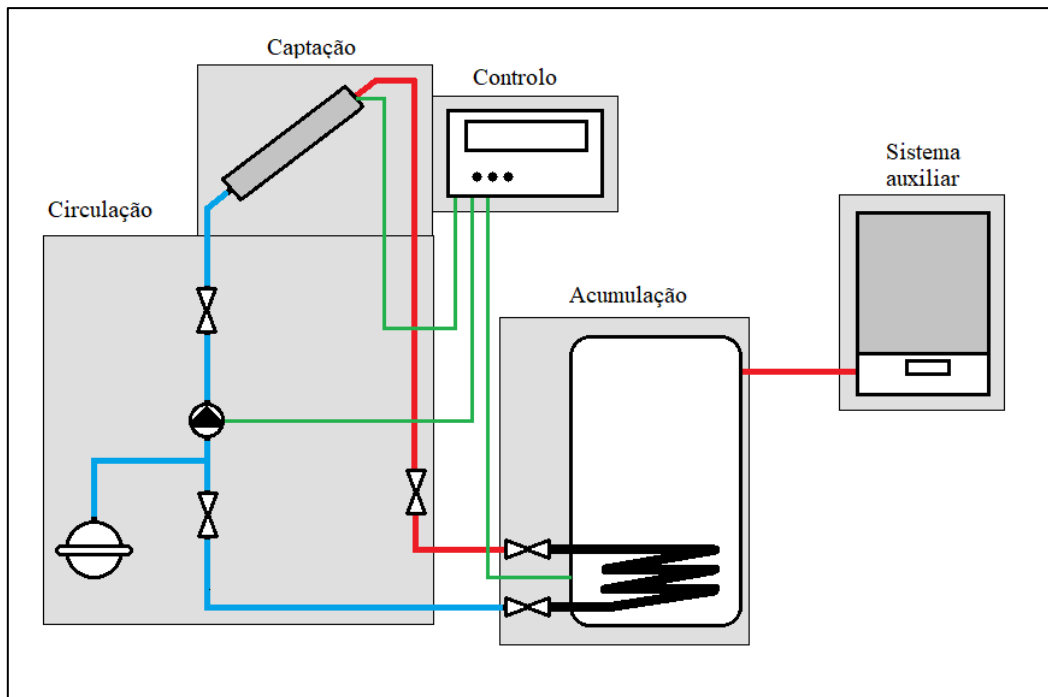 Captação
Controlo
Sistema
auxiliar
Circulação
Acumulação